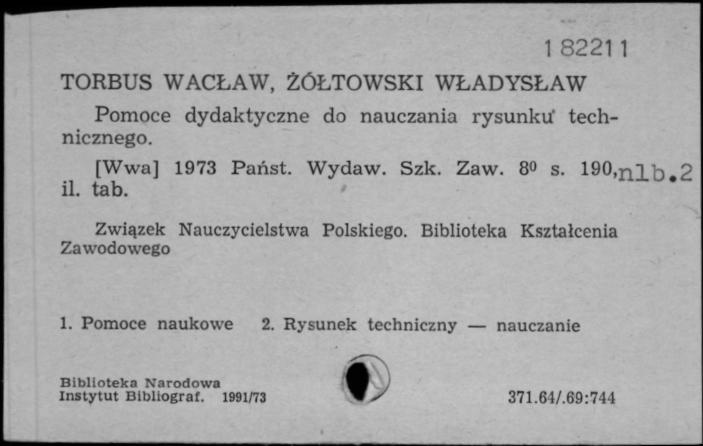 182211
TORBUS WACŁAW, ŻÓŁTOWSKI WŁADYSŁAW
Pomoce dydaktyczne do nauczania rysunku tech-
nicznego.
[Wwa] 1973 Państ. Wydaw. Szk. Zaw. 8⁰ s. 190,nlb.2
il. tab.
Związek Nauczycielstwa Polskiego. Biblioteka Kształcenia
Zawodowego
1. Pomoce naukowe 2. Rysunek techniczny — nauczanie
Biblioteka Narodowa
Instytut Bibliograf. 1991/73 371.64/.69:744